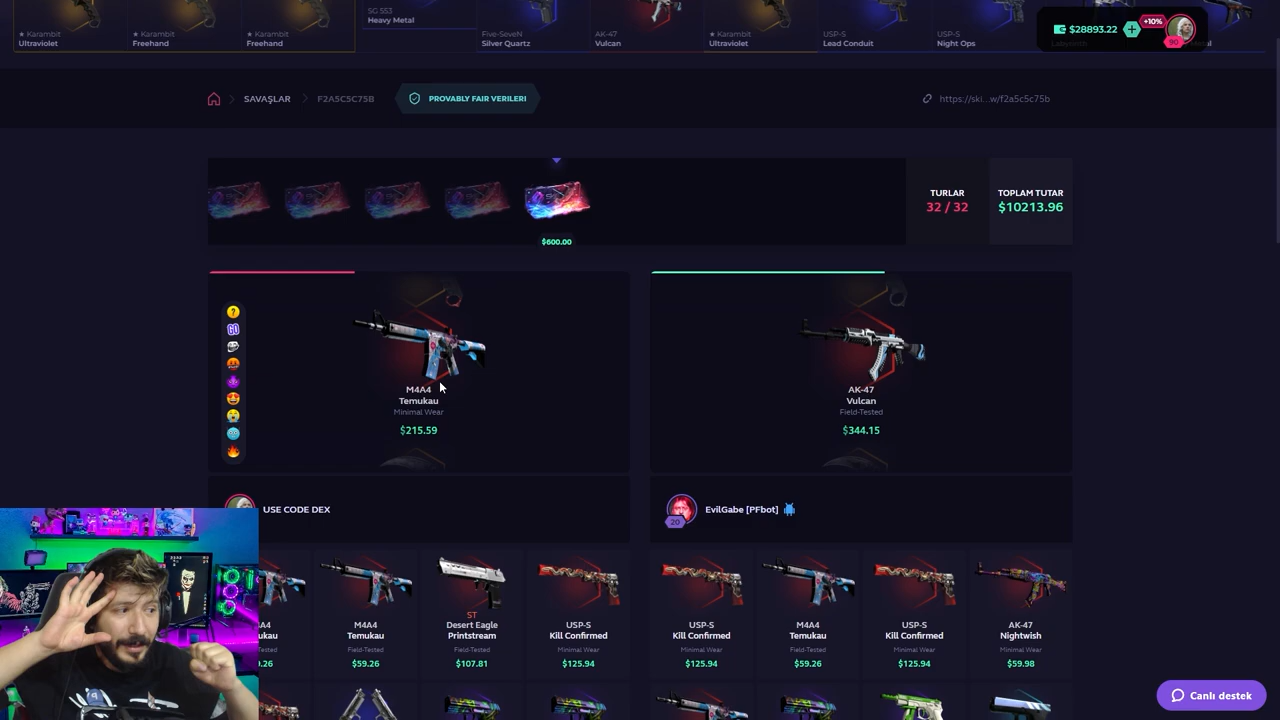 ★ Karambit
Ultraviolet
★ Karambit
Freehand
★ Karambit
Freehand
SG 553
Heavy Metal
Five-SeveN
Silver Quartz
AK-47
Vulcan
★ Karambit
Ultraviolet
USP-S
Lead Conduit
USP-S
Night Ops
$28893.22
+10%
90
SAVAŞLAR
F2A5C5C75B
PROVABLY FAIR VERILERI
https://ski...w/f2a5c5c75b
$600.00
TURLAR
32 / 32
TOPLAM TUTAR
$10213.96
GO
M4A4
Temukau
Minimal Wear
$215.59
AK-47
Vulcan
Field-Tested
$344.15
USE CODE DEX
20
EvilGabe [PFbot]
M4A4
Temukau
Field-Tested
$59.26
ST
Desert Eagle
Printstream
Minimal Wear
$107.81
USP-S
Kill Confirmed
Minimal Wear
$125.94
USP-S
Kill Confirmed
Minimal Wear
$125.94
M4A4
Temukau
Field-Tested
$59.26
USP-S
Kill Confirmed
Minimal Wear
$125.94
AK-47
Nightwish
Minimal Wear
$59.98
Canlı destek